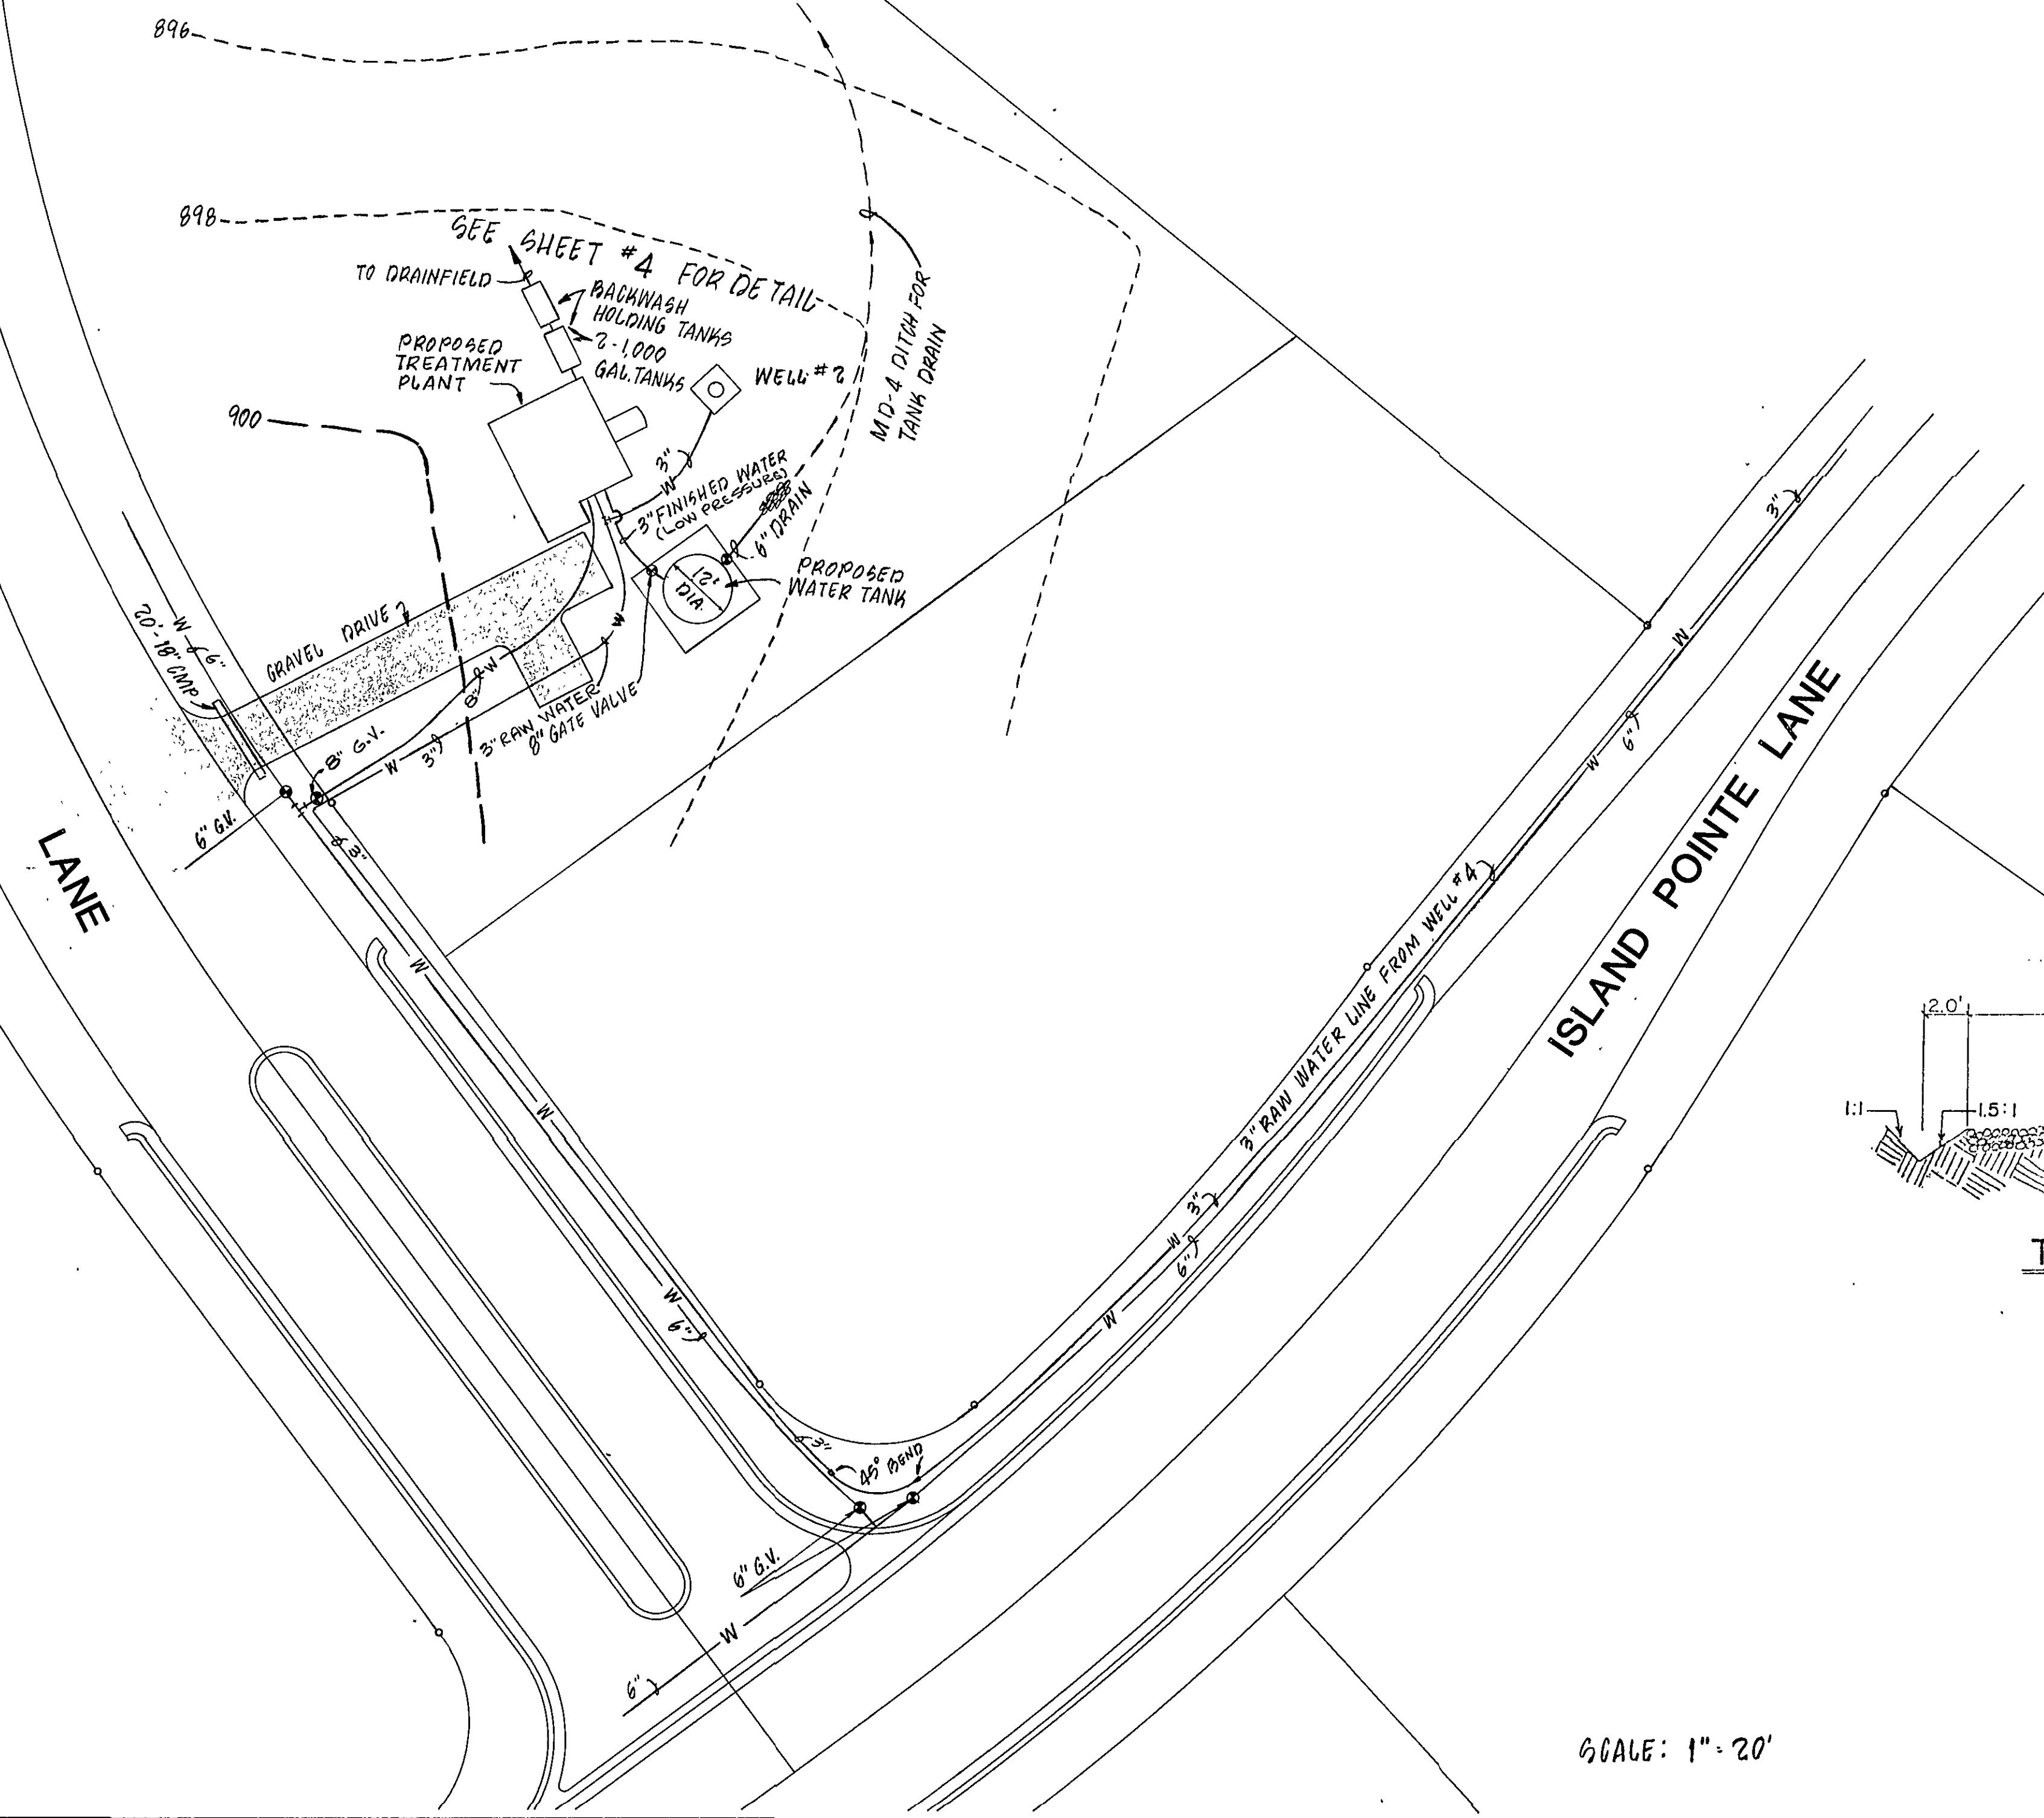 896
898
SEE SHEET #4 FOR DETAIL
TO DRAINFIELD
BACKWASH
HOLDING TANKS
2-1,000
GAL. TANKS
PROPOSED
TREATMENT
PLANT
WELL #2
MD-4 DITCH FOR
TANK DRAIN
900
3"
W
3" FINISHED WATER
(LOW PRESSURE)
6" DRAIN
12'
DIA.
PROPOSED
WATER TANK
W
6"
20'-18" CMP
GRAVEL DRIVE
W
W
8"
3" RAW WATER
8" GATE VALVE
8" G.V.
W
3"
6" G.V.
3"
LANE
W
W
W
6"
3"
45° BEND
6" G.V.
W
6"
3"
W
6"
W
3" RAW WATER LINE FROM WELL #4
W
3"
W
6"
W
ISLAND POINTE LANE
2.0'
1:1
1.5:1
T
SCALE: 1"=20'